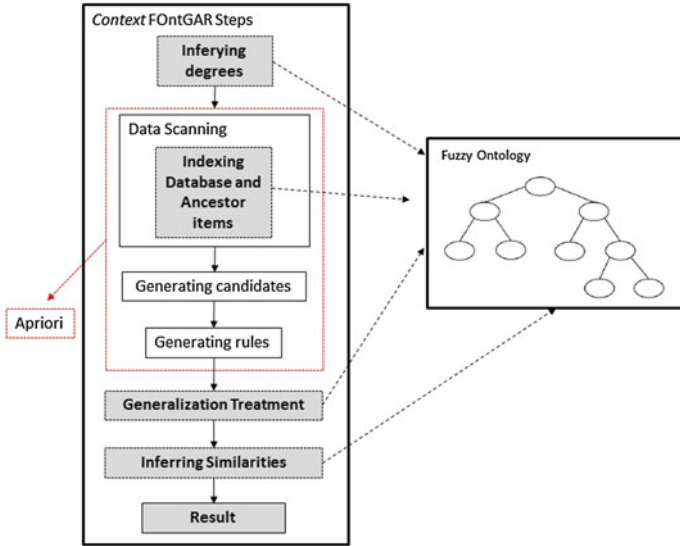 Context FOntGAR Steps
Inferying
degrees
Data Scanning
Indexing
Database and
Ancestor
items
Generating candidates
Generating rules
Apriori
Generalization Treatment
Inferring Similarities
Result
Fuzzy Ontology